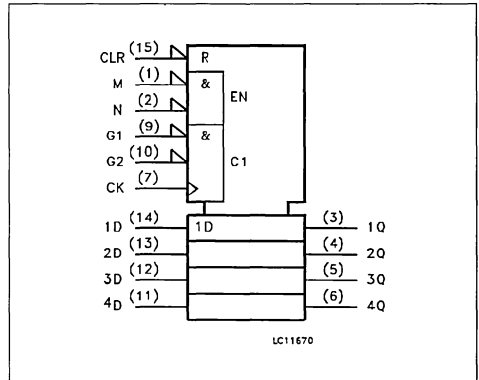 CLR (15) R
M (1) &
EN
N (2)
G1 (9) &
G2 (10) C1
CK (7)
1D (14) 1D (3) 1Q
2D (13) (4) 2Q
3D (12) (5) 3Q
4D (11) (6) 4Q
LC11670